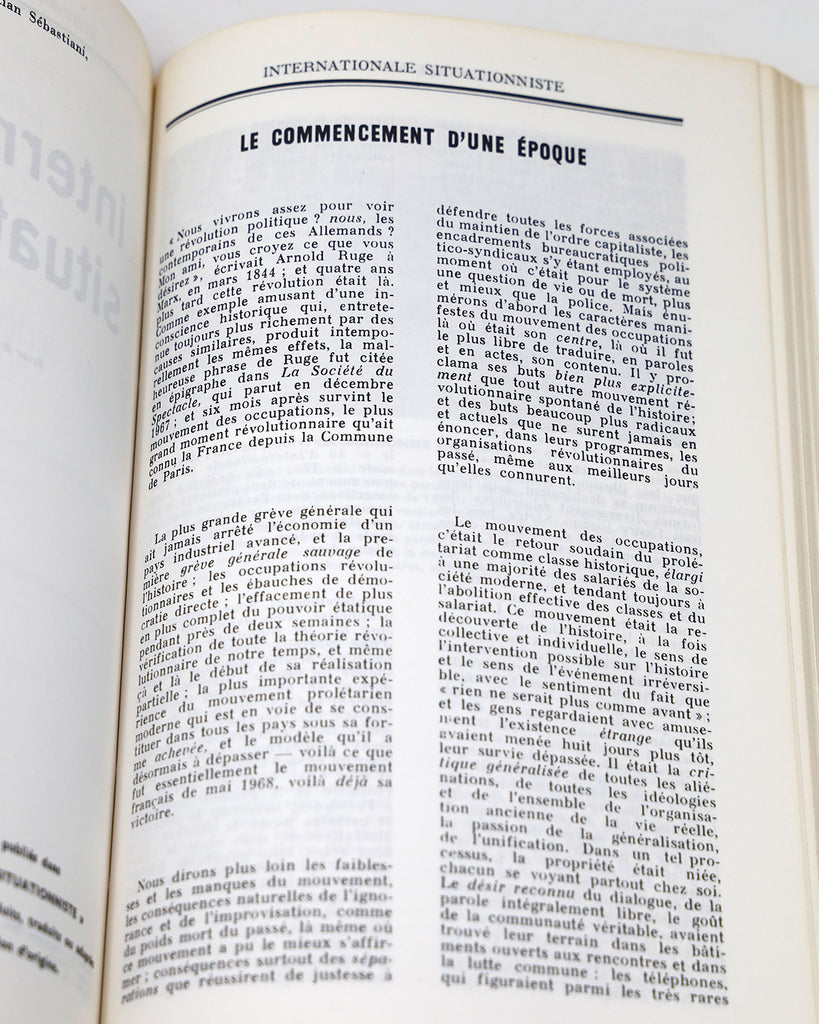 ian Sébastiani,
publiés dans
SITUATIONNISTE »
traduits ou adaptés
d'origine.
INTERNATIONALE SITUATIONNISTE
LE COMMENCEMENT D'UNE ÉPOQUE
« Nous vivrons assez pour voir
une révolution politique ? nous, les
contemporains de ces Allemands ?
Mon ami, vous croyez ce que vous
désirez », écrivait Arnold Ruge à
Marx, en mars 1844 ; et quatre ans
plus tard cette révolution était là.
Comme exemple amusant d'une in-
conscience historique qui, entrete-
nue toujours plus richement par des
causes similaires, produit intempo-
rellement les mêmes effets, la mal-
heureuse phrase de Ruge fut citée
en épigraphe dans La Société du
Spectacle, qui parut en décembre
1967 ; et six mois après survint le
mouvement des occupations, le plus
grand moment révolutionnaire qu'ait
connu la France depuis la Commune
de Paris.
La plus grande grève générale qui
ait jamais arrêté l'économie d'un
pays industriel avancé, et la pre-
mière grève générale sauvage de
l'histoire ; les occupations révolu-
tionnaires et les ébauches de démo-
cratie directe ; l'effacement de plus
en plus complet du pouvoir étatique
pendant près de deux semaines ; la
vérification de toute la théorie révo-
lutionnaire de notre temps, et même
çà et là le début de sa réalisation
partielle ; la plus importante expé-
rience du mouvement prolétarien
moderne qui est en voie de se cons-
tituer dans tous les pays sous sa for-
me achevée, et le modèle qu'il a
désormais à dépasser — voilà ce que
fut essentiellement le mouvement
français de mai 1968, voilà déjà sa
victoire.
Nous dirons plus loin les faibles-
ses et les manques du mouvement,
les conséquences naturelles de l'igno-
rance et de l'improvisation, comme
du poids mort du passé, là même où
ce mouvement a pu le mieux s'affir-
mer ; conséquences surtout des sépa-
rations que réussirent de justesse à
défendre toutes les forces associées
du maintien de l'ordre capitaliste, les
encadrements bureaucratiques poli-
tico-syndicaux s'y étant employés, au
moment où c'était pour le système
une question de vie ou de mort, plus
et mieux que la police. Mais énu-
mérons d'abord les caractères mani-
festes du mouvement des occupations
là où était son centre, là où il fut
le plus libre de traduire, en paroles
et en actes, son contenu. Il y pro-
clama ses buts bien plus explicite-
ment que tout autre mouvement ré-
volutionnaire spontané de l'histoire ;
et des buts beaucoup plus radicaux
et actuels que ne surent jamais en
énoncer, dans leurs programmes, les
organisations révolutionnaires du
passé, même aux meilleurs jours
qu'elles connurent.
Le mouvement des occupations,
c'était le retour soudain du prolé-
tariat comme classe historique, élargi
à une majorité des salariés de la so-
ciété moderne, et tendant toujours à
l'abolition effective des classes et du
salariat. Ce mouvement était la re-
découverte de l'histoire, à la fois
collective et individuelle, le sens de
l'intervention possible sur l'histoire
et le sens de l'événement irréversi-
ble, avec le sentiment du fait que
« rien ne serait plus comme avant » ;
et les gens regardaient avec amuse-
ment l'existence étrange qu'ils
avaient menée huit jours plus tôt,
leur survie dépassée. Il était la cri-
tique généralisée de toutes les alié-
nations, de toutes les idéologies
et de l'ensemble de l'organisa-
tion ancienne de la vie réelle,
la passion de la généralisation,
de l'unification. Dans un tel pro-
cessus, la propriété était niée,
chacun se voyant partout chez soi.
Le désir reconnu du dialogue, de la
parole intégralement libre, le goût
de la communauté véritable, avaient
trouvé leur terrain dans les bâti-
ments ouverts aux rencontres et dans
la lutte commune : les téléphones,
qui figuraient parmi les très rares